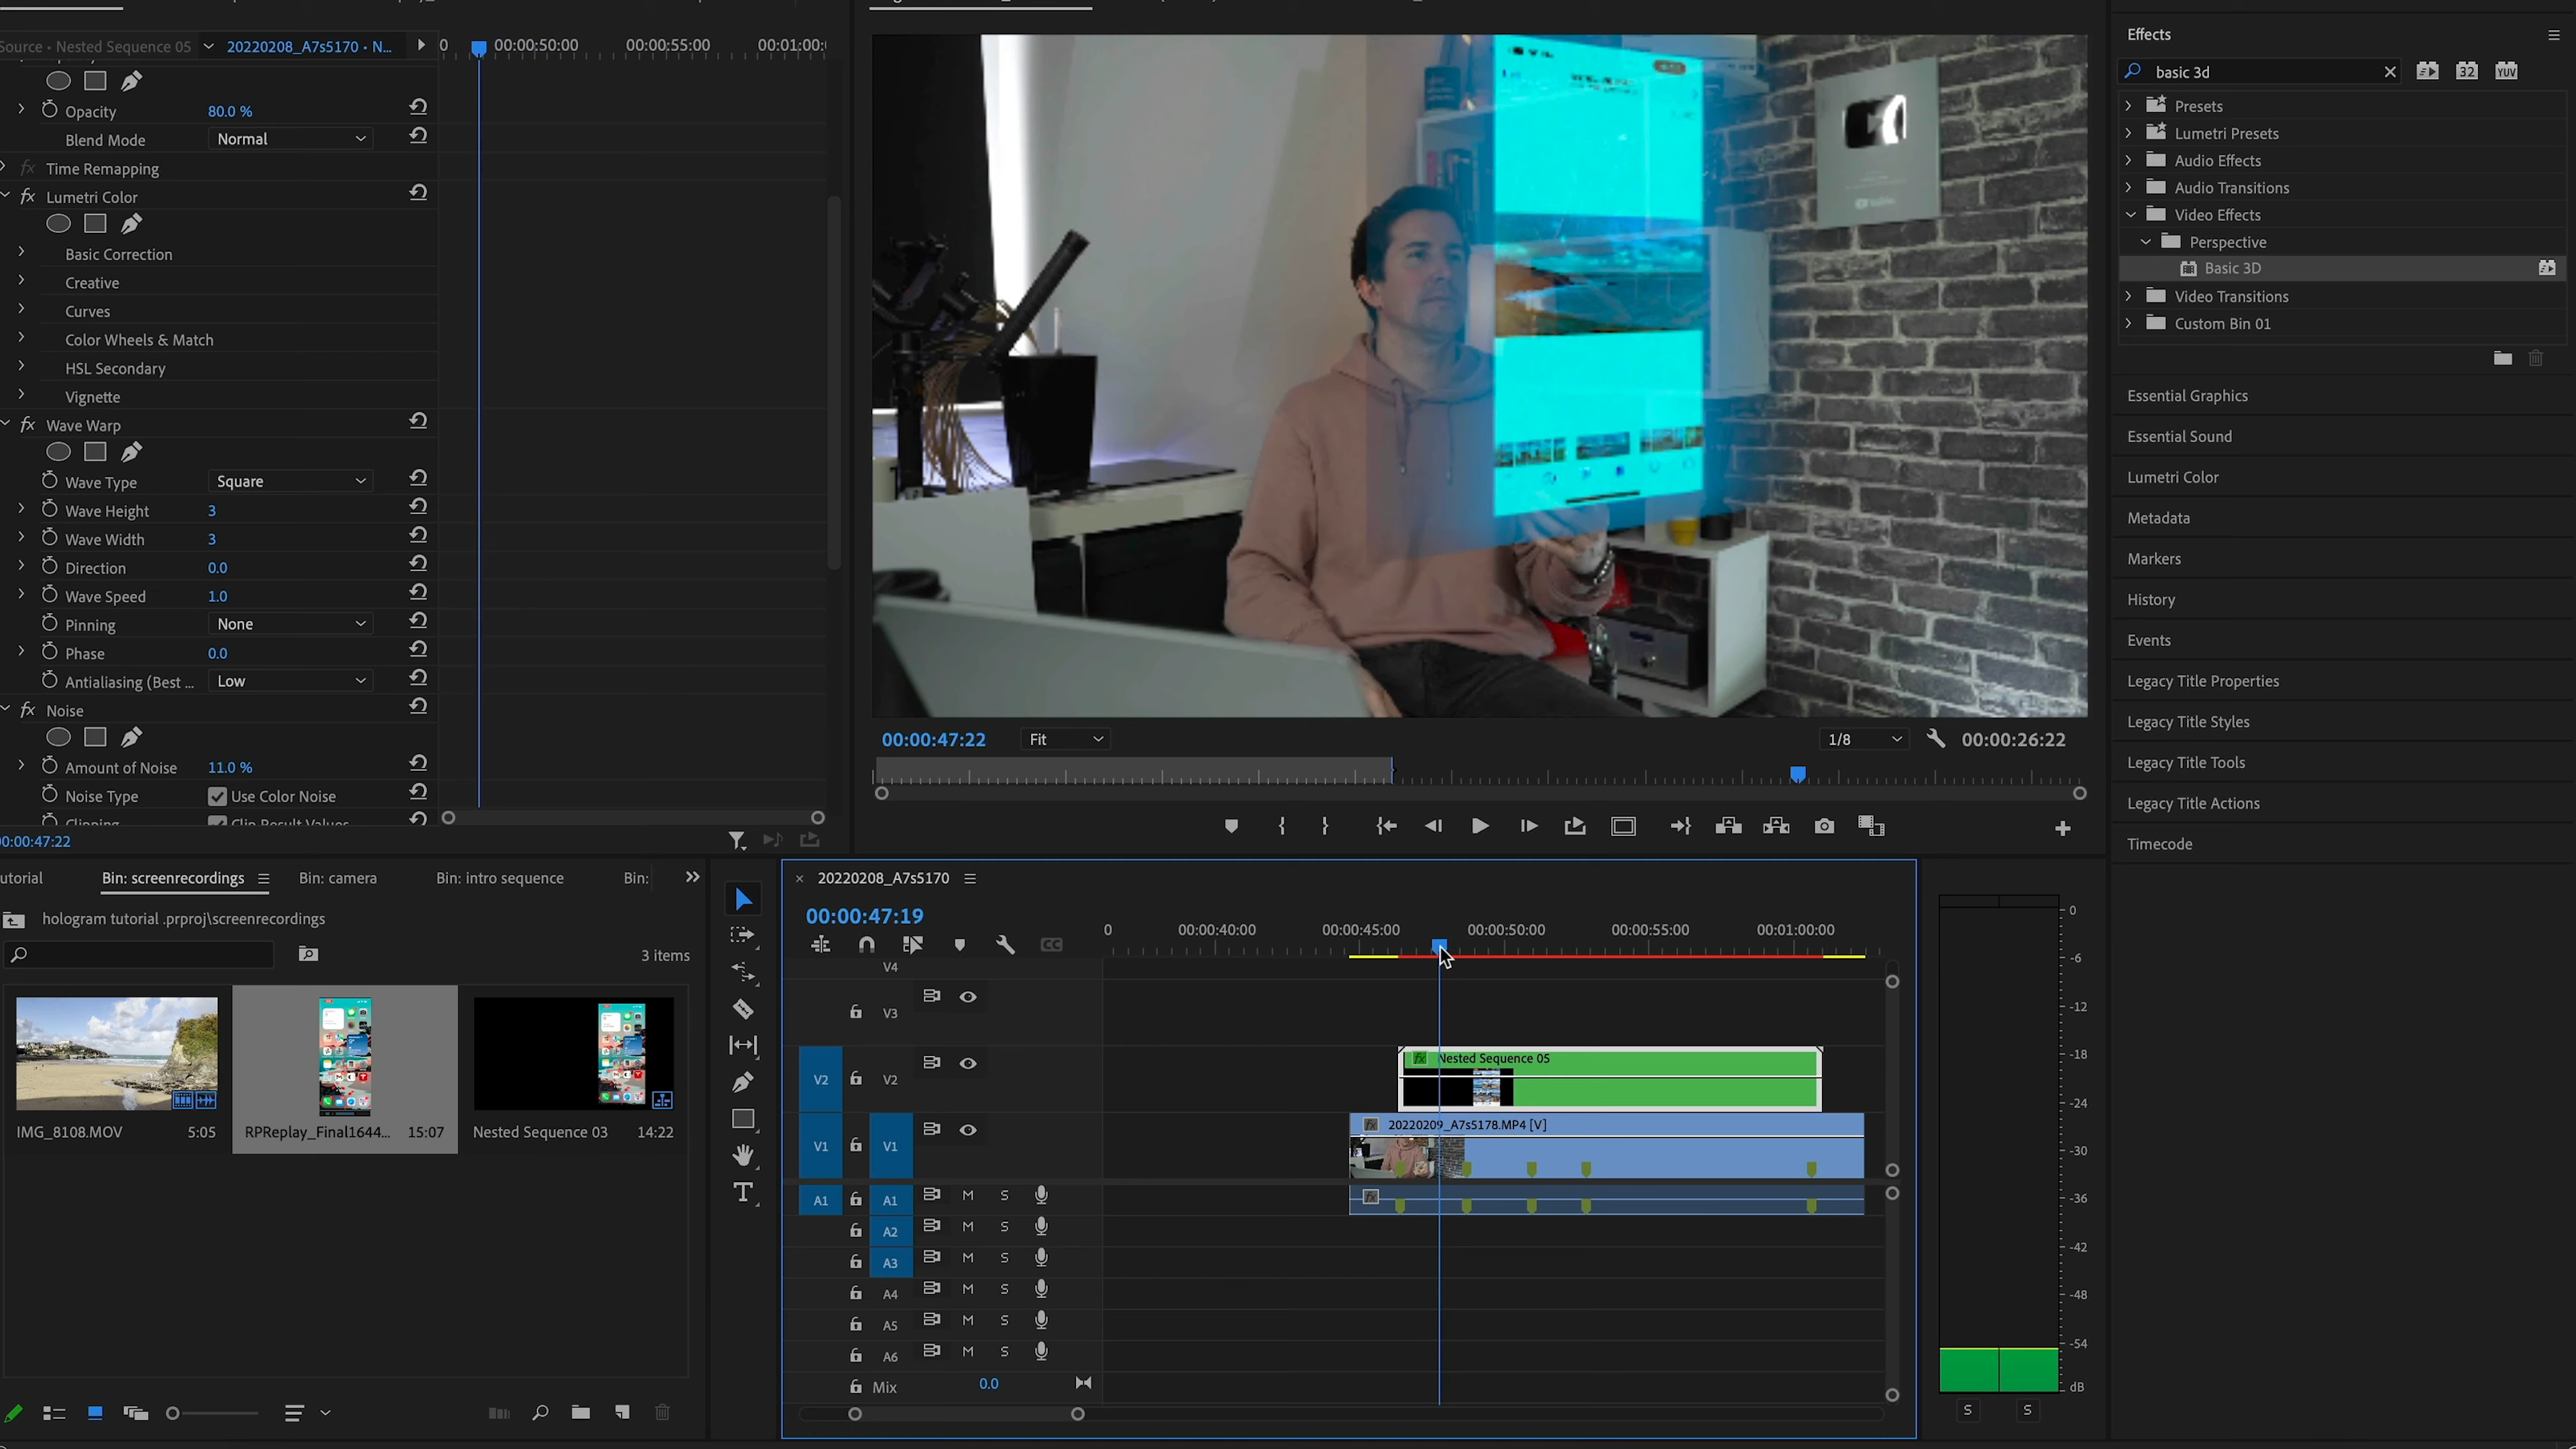 Source • Nested Sequence 05
20220208_A7s5170 • N...
00:00:50:00
00:00:55:00
Opacity
80.0 %
Blend Mode
Normal
Time Remapping
Lumetri Color
Basic Correction
Creative
Curves
Color Wheels & Match
HSL Secondary
Vignette
Wave Warp
Wave Type
Square
Wave Height
3
Wave Width
3
Direction
0.0
Wave Speed
1.0
Pinning
None
Phase
0.0
Antialiasing (Best ...
Low
Noise
Amount of Noise
11.0 %
Noise Type
Use Color Noise
Clipping
Clip Result Values
0:00:47:22
00:00:47:22
Fit
1/8
00:00:26:22
Effects
basic 3d
32
YUV
Presets
Lumetri Presets
Audio Effects
Audio Transitions
Video Effects
Perspective
Basic 3D
Video Transitions
Custom Bin 01
Essential Graphics
Essential Sound
Lumetri Color
Metadata
Markers
History
Events
Legacy Title Properties
Legacy Title Styles
Legacy Title Tools
Legacy Title Actions
Timecode
utorial
Bin: screenrecordings
Bin: camera
Bin: intro sequence
Bin:
hologram tutorial .prproj\screenrecordings
3 items
IMG_8108.MOV
5:05
RPReplay_Final1644...
15:07
Nested Sequence 03
14:22
20220208_A7s5170
00:00:47:19
CC
0
00:00:40:00
00:00:45:00
00:00:50:00
00:00:55:00
00:01:00:00
V4
V3
V2
V2
Nested Sequence 05
V1
V1
20220209_A7s5178.MP4 [V]
A1
A1
M
S
A2
M
S
A3
M
S
A4
M
S
A5
M
S
A6
M
S
Mix
0.0
0
-6
-12
-18
-24
-30
-36
-42
-48
-54
dB
S
S